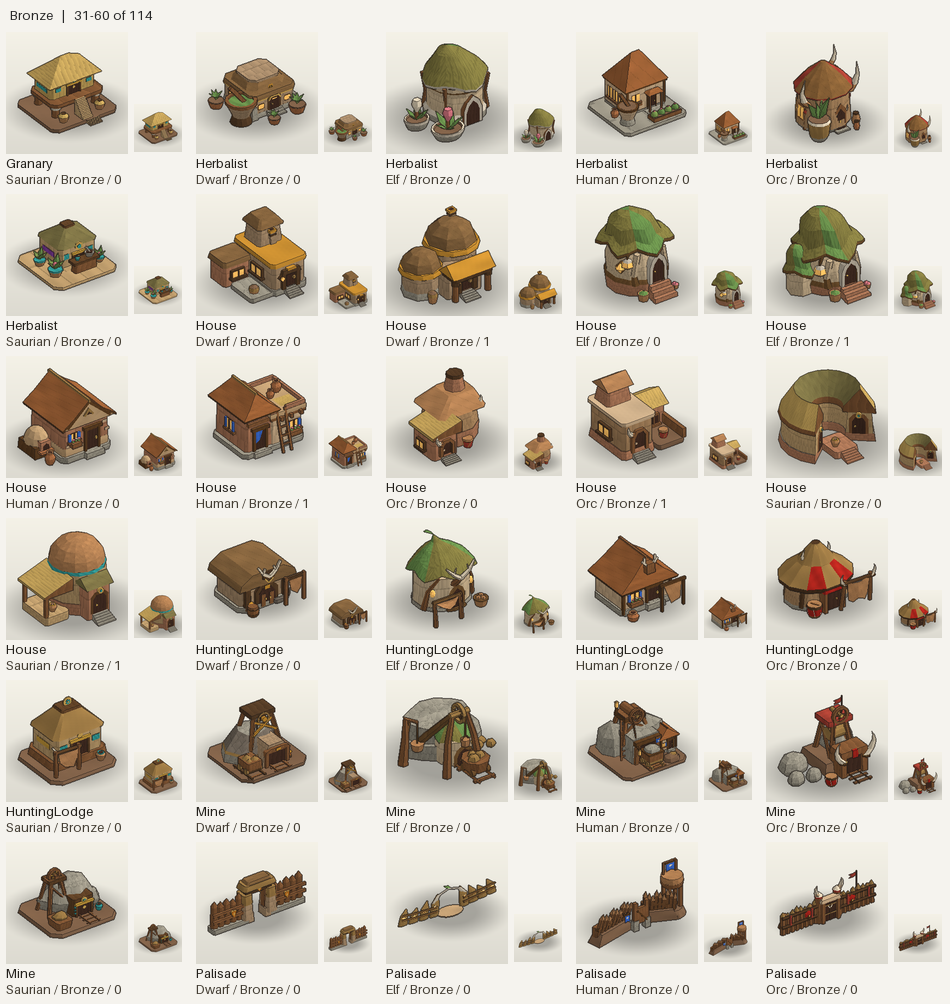 Bronze | 31-60 of 114
Granary
Saurian / Bronze / 0
Herbalist
Dwarf / Bronze / 0
Herbalist
Elf / Bronze / 0
Herbalist
Human / Bronze / 0
Herbalist
Orc / Bronze / 0
Herbalist
Saurian / Bronze / 0
House
Dwarf / Bronze / 0
House
Dwarf / Bronze / 1
House
Elf / Bronze / 0
House
Elf / Bronze / 1
House
Human / Bronze / 0
House
Human / Bronze / 1
House
Orc / Bronze / 0
House
Orc / Bronze / 1
House
Saurian / Bronze / 0
House
Saurian / Bronze / 1
HuntingLodge
Dwarf / Bronze / 0
HuntingLodge
Elf / Bronze / 0
HuntingLodge
Human / Bronze / 0
HuntingLodge
Orc / Bronze / 0
HuntingLodge
Saurian / Bronze / 0
Mine
Dwarf / Bronze / 0
Mine
Elf / Bronze / 0
Mine
Human / Bronze / 0
Mine
Orc / Bronze / 0
Mine
Saurian / Bronze / 0
Palisade
Dwarf / Bronze / 0
Palisade
Elf / Bronze / 0
Palisade
Human / Bronze / 0
Palisade
Orc / Bronze / 0